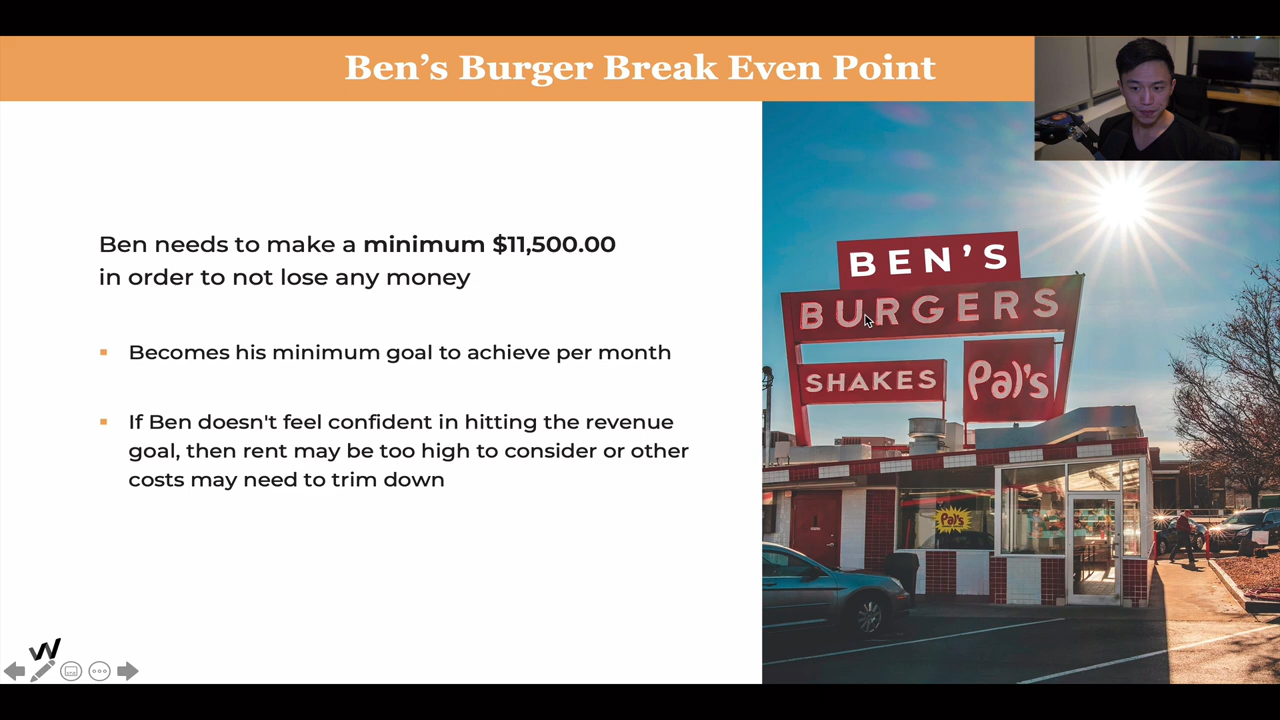 Ben’s Burger Break Even Point
Ben needs to make a minimum $11,500.00
in order to not lose any money
Becomes his minimum goal to achieve per month
If Ben doesn't feel confident in hitting the revenue
goal, then rent may be too high to consider or other
costs may need to trim down
BEN’S
BURGERS
SHAKES
Pal's
Pal's
W